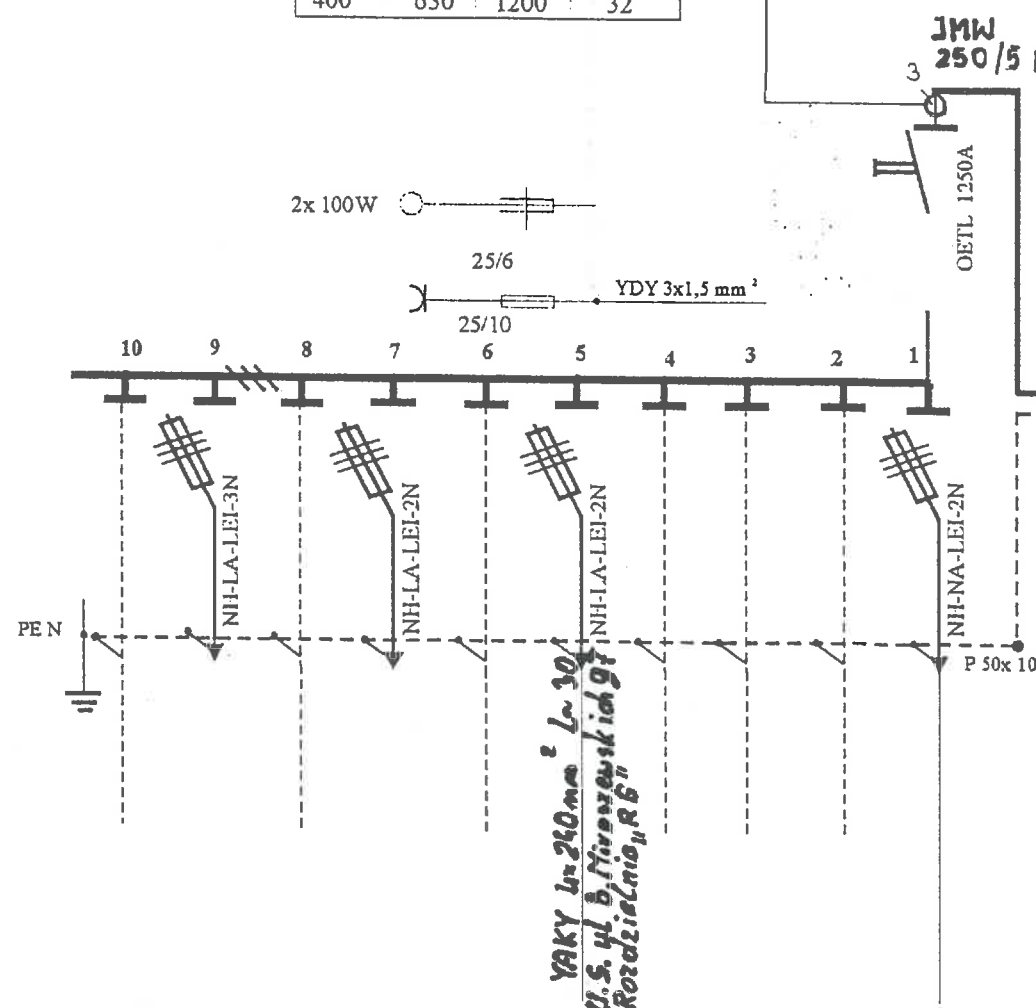 400 630 1200 32
JMW
250/5
3
OETL 1250A
2x 100W
25/6
YDY 3x1,5 mm²
25/10
10 9 8 7 6 5 4 3 2 1
NH-LA-LEI-3N
NH-LA-LEI-2N
NH-LA-LEI-2N
NH-NA-LEI-2N
PE N
P 50x 10
YAKY 4x240mm²
ul.
Rozdzielnia „RG"